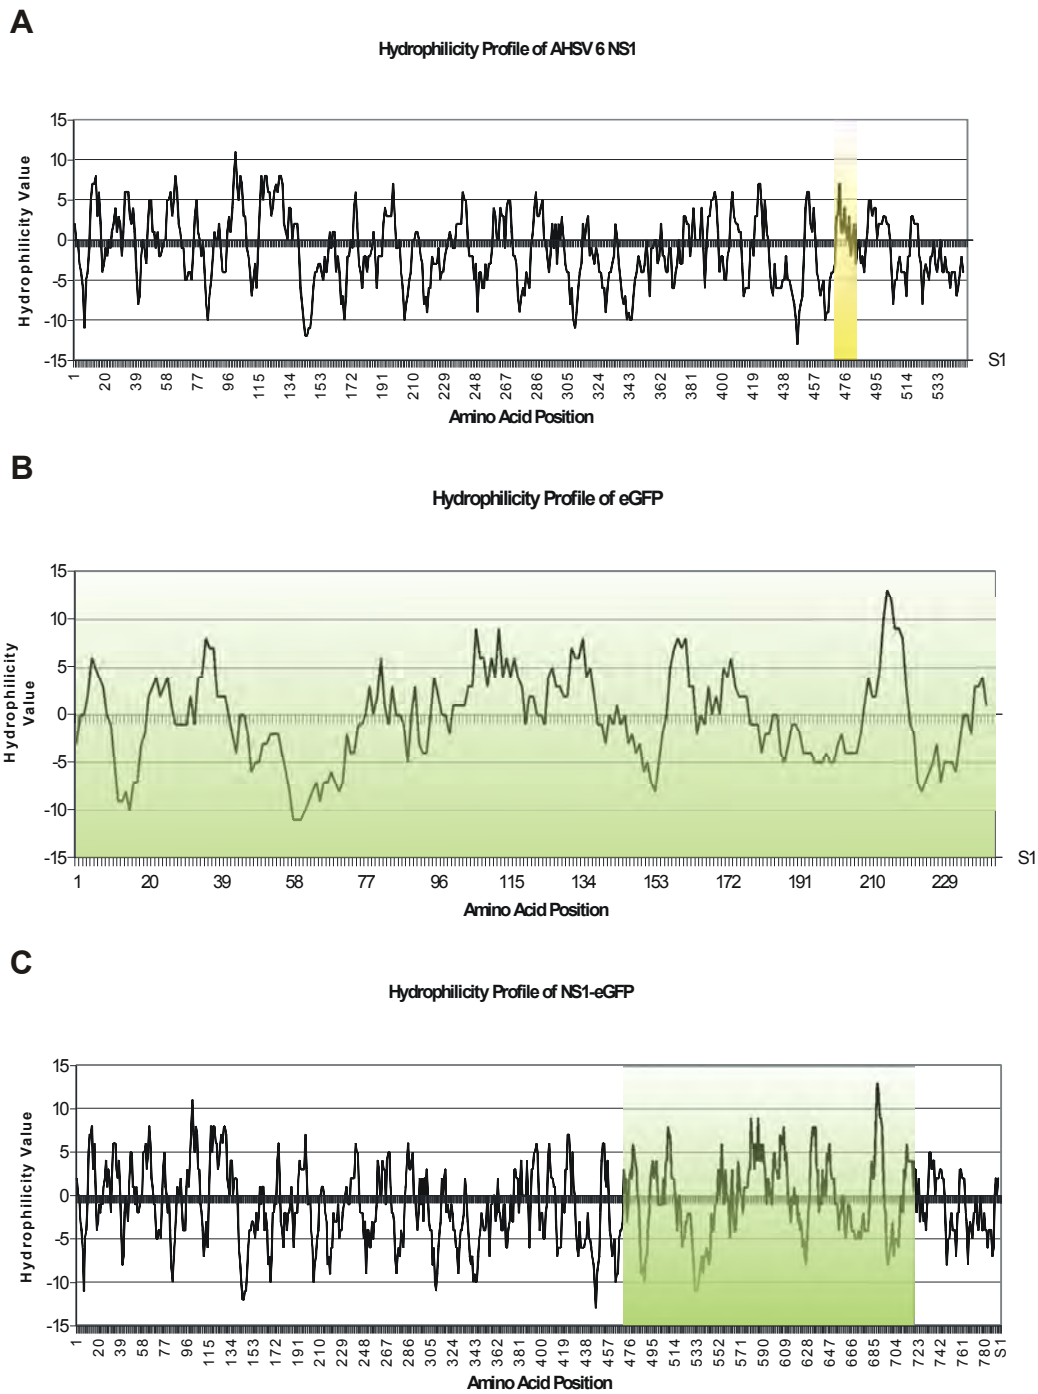 A
Hydrophilicity Profile of AHSV 6 NS1
Hydrophilicity Value
15
10
5
0
-5
-10
-15
1 20 39 58 77 96 115 134 153 172 191 210 229 248 267 286 305 324 343 362 381 400 419 438 457 476 495 514 533
S1
Amino Acid Position
B
Hydrophilicity Profile of eGFP
Hydrophilicity
Value
15
10
5
0
-5
-10
-15
1 20 39 58 77 96 115 134 153 172 191 210 229
S1
Amino Acid Position
C
Hydrophilicity Profile of NS1-eGFP
Hydrophilicity Value
15
10
5
0
-5
-10
-15
1 20 39 58 77 96 115 134 153 172 191 210 229 248 267 286 305 324 343 362 381 400 419 438 457 476 495 514 533 552 571 590 609 628 647 666 685 704 723 742 761 780 S1
Amino Acid Position